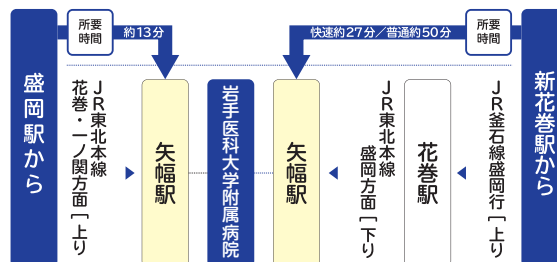 所要
時間
約13分
盛岡駅から
JR東北本線
花巻・一ノ関方面[上り
矢幅駅
岩手医科大学附属病院
快速約27分／普通約50分
所要
時間
矢幅駅
JR東北本線
盛岡方面[下り
花巻駅
JR釜石線盛岡行[上り
新花巻駅から